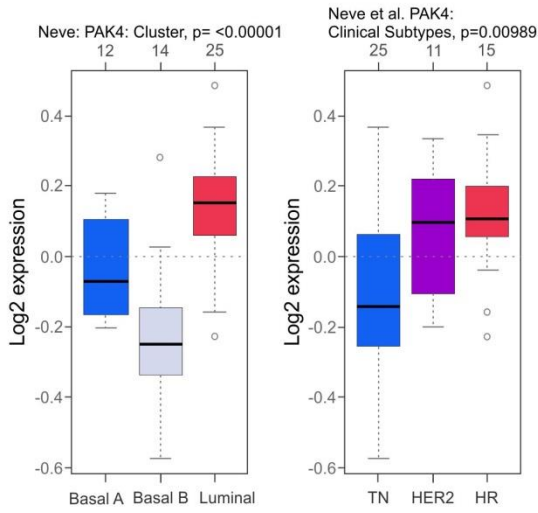 Neve: PAK4: Cluster, p= <0.00001
12 14 25
Log2 expression
0.4
0.2
0.0
-0.2
-0.4
-0.6
Basal A Basal B Luminal
Neve et al. PAK4:
Clinical Subtypes, p=0.00989
25 11 15
Log2 expression
0.4
0.2
0.0
-0.2
-0.4
-0.6
TN HER2 HR